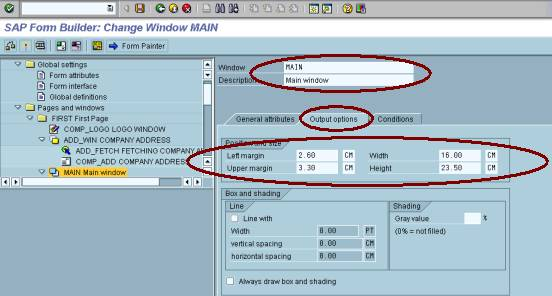 SAP Form Builder: Change Window MAIN
Form Painter
Global settings
Form attributes
Form interface
Global definitions
Pages and windows
FIRST First Page
COMP_LOGO LOGO WINDOW
ADD_WIN COMPANY ADDRESS
ADD_FETCH FETCHING COMPANY A
COMP_ADD COMPANY ADDRESS
MAIN Main window
Window MAIN
Description Main window
General attributes Output options Conditions
Position and size
Left margin 2.60 CM Width 16.00 CM
Upper margin 3.30 CM Height 23.50 CM
Box and shading
Line
Line with
Width 0.00 PT
vertical spacing 0.00 CM
horizontal spacing 0.00 CM
Always draw box and shading
Shading
Gray value %
(0% = not filled)